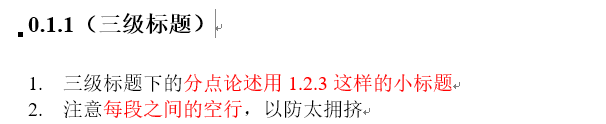 0.1.1（三级标题）
1. 三级标题下的分点论述用 1.2.3 这样的小标题
2. 注意每段之间的空行，以防太拥挤